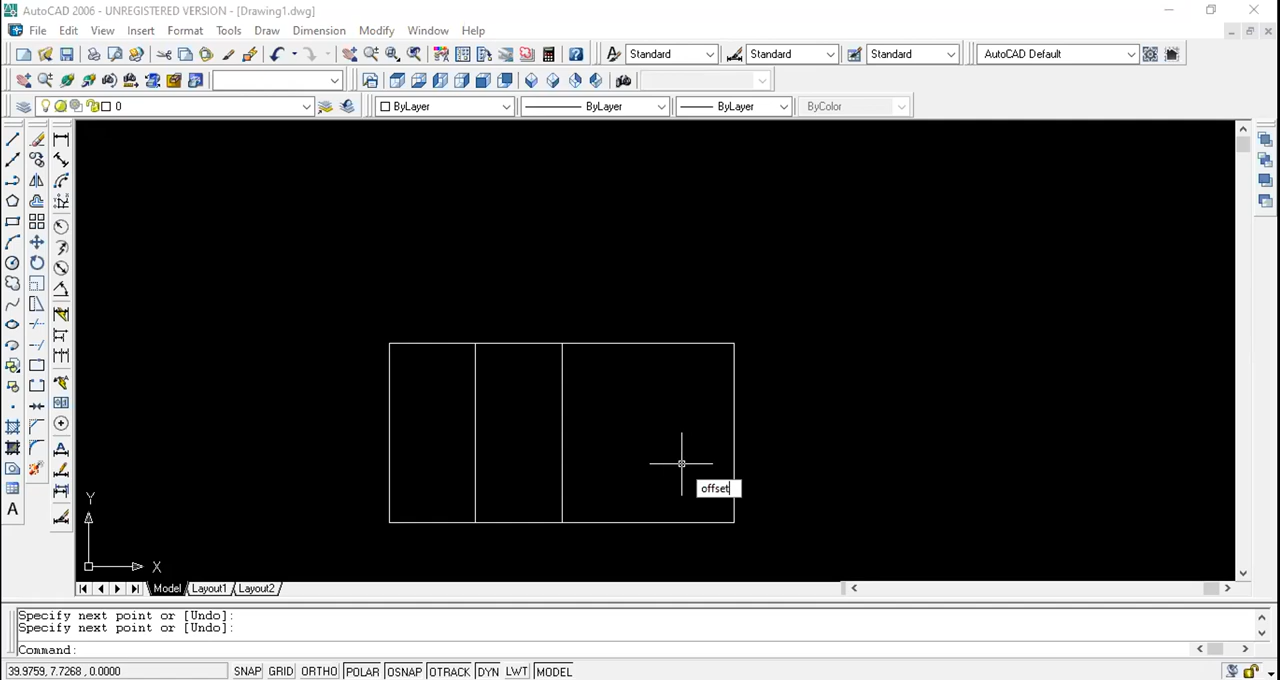 AutoCAD 2006 - UNREGISTERED VERSION - [Drawing1.dwg]
File Edit View Insert Format Tools Draw Dimension Modify Window Help
Standard Standard Standard AutoCAD Default
0 ByLayer ByLayer ByLayer ByColor
A
offset
Y
X
Model Layout1 Layout2
Specify next point or [Undo]:
Specify next point or [Undo]:
Command:
39.9759, 7.7268, 0.0000 SNAP GRID ORTHO POLAR OSNAP OTRACK DYN LWT MODEL